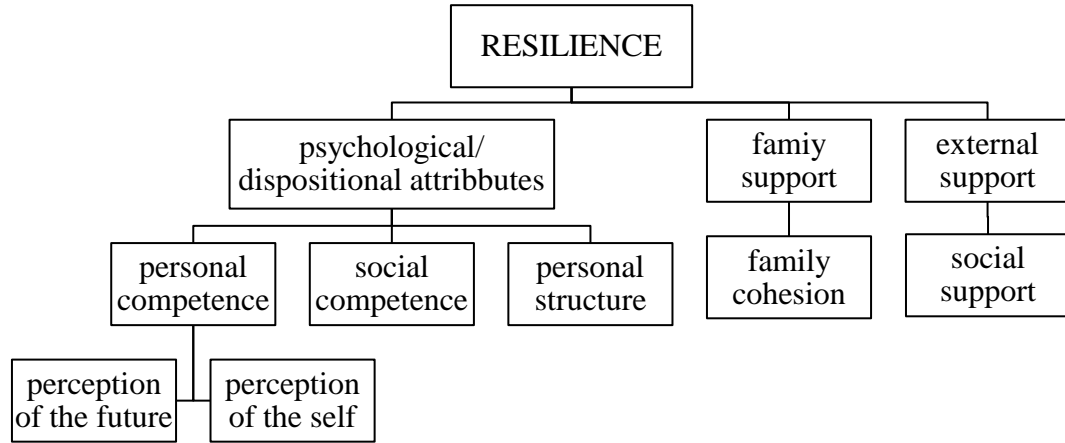 RESILIENCE
psychological/
dispositional attribbutes
famiy
support
external
support
personal
competence
social
competence
personal
structure
family
cohesion
social
support
perception
of the future
perception
of the self